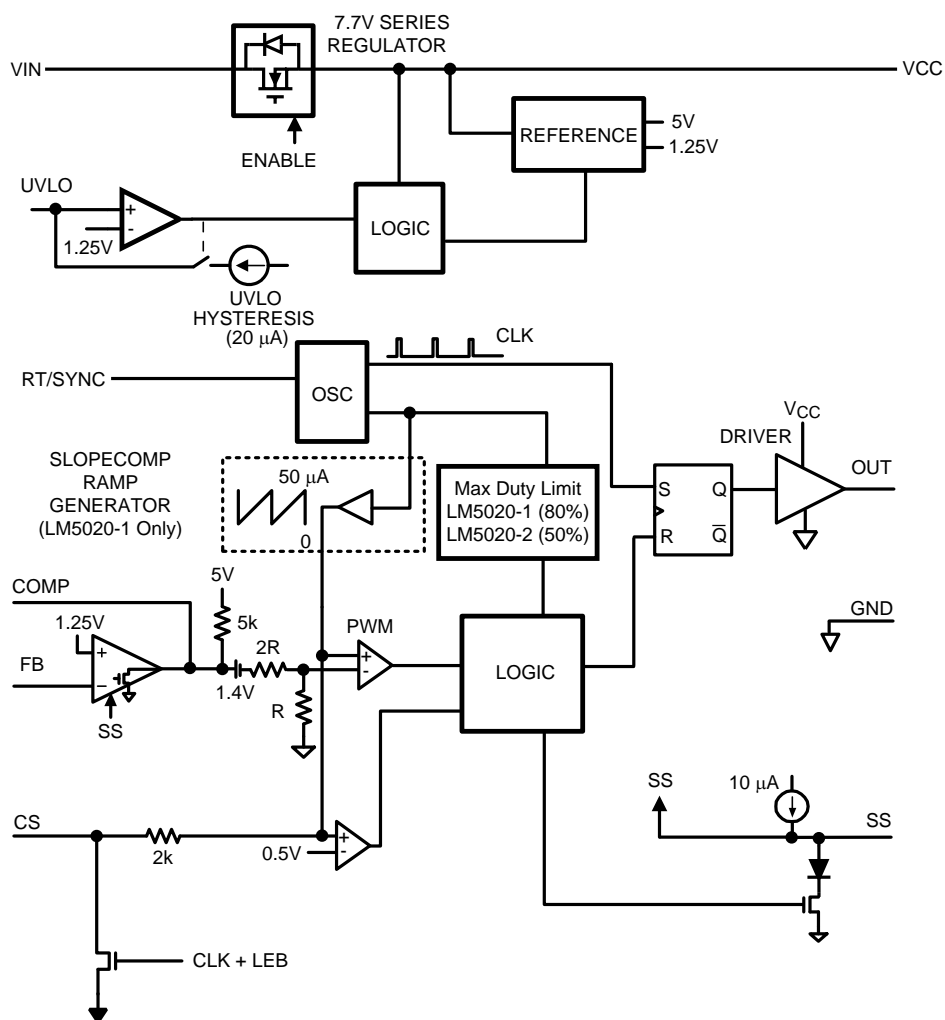 7.7V SERIES
REGULATOR
VIN
VCC
REFERENCE
5V
1.25V
ENABLE
UVLO
+
-
1.25V
LOGIC
UVLO
HYSTERESIS
(20 μA)
CLK
RT/SYNC
OSC
VCC
DRIVER
OUT
SLOPECOMP
RAMP
GENERATOR
(LM5020-1 Only)
50 μA
0
Max Duty Limit
LM5020-1 (80%)
LM5020-2 (50%)
S
Q
R
Q̅
COMP
5V
5k
1.25V
+
FB
−
SS
1.4V
2R
R
PWM
+
-
LOGIC
GND
SS
10 μA
SS
CS
2k
0.5V
+
-
CLK + LEB